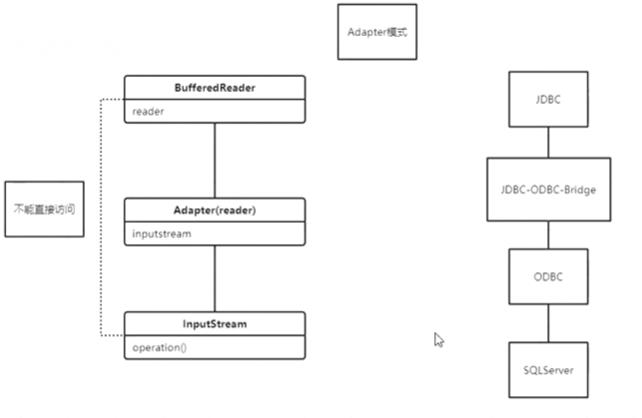 Adapter模式
BufferedReader
reader
不能直接访问
Adapter(reader)
inputstream
InputStream
operation()
JDBC
JDBC-ODBC-Bridge
ODBC
SQLServer